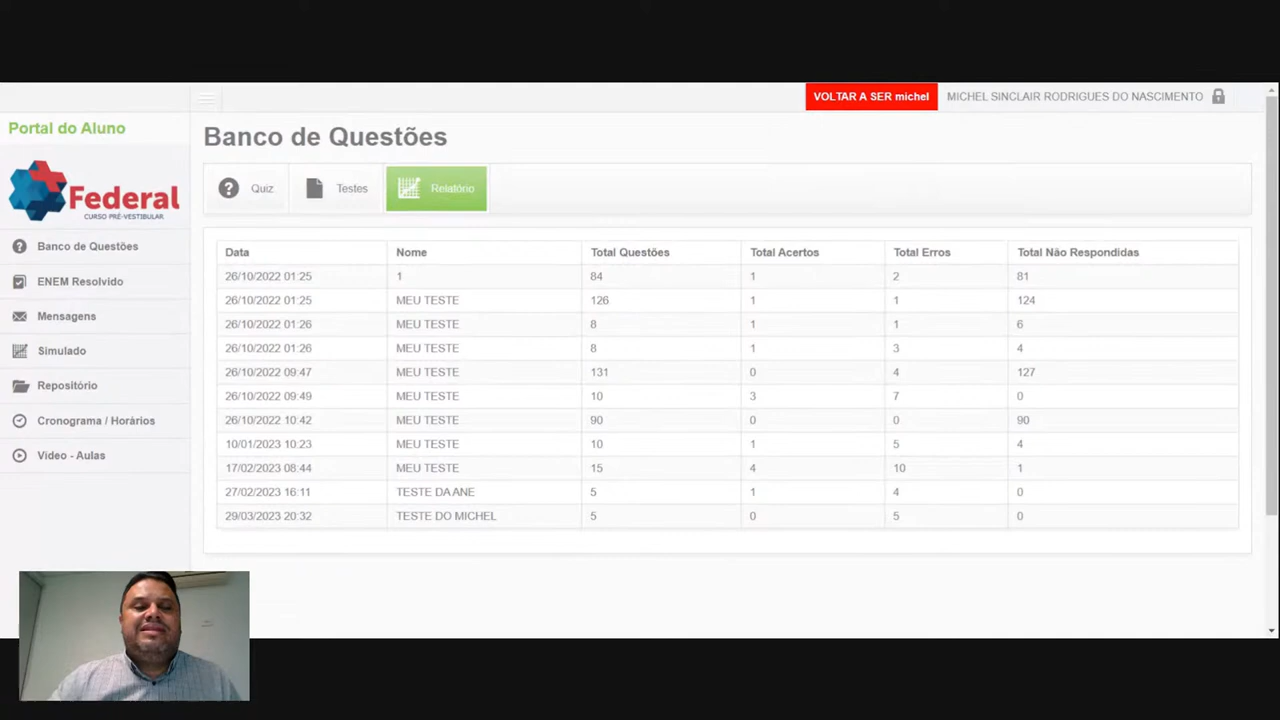 VOLTAR A SER michel
MICHEL SINCLAIR RODRIGUES DO NASCIMENTO
Portal do Aluno
Federal
CURSO PRÉ-VESTIBULAR
Banco de Questões
ENEM Resolvido
Mensagens
Simulado
Repositório
Cronograma / Horários
Vídeo - Aulas
Banco de Questões
Quiz Testes Relatório
Data Nome Total Questões Total Acertos Total Erros Total Não Respondidas
26/10/2022 01:25 1 84 1 2 81
26/10/2022 01:25 MEU TESTE 126 1 1 124
26/10/2022 01:26 MEU TESTE 8 1 1 6
26/10/2022 01:26 MEU TESTE 8 1 3 4
26/10/2022 09:47 MEU TESTE 131 0 4 127
26/10/2022 09:49 MEU TESTE 10 3 7 0
26/10/2022 10:42 MEU TESTE 90 0 0 90
10/01/2023 10:23 MEU TESTE 10 1 5 4
17/02/2023 08:44 MEU TESTE 15 4 10 1
27/02/2023 16:11 TESTE DA ANE 5 1 4 0
29/03/2023 20:32 TESTE DO MICHEL 5 0 5 0